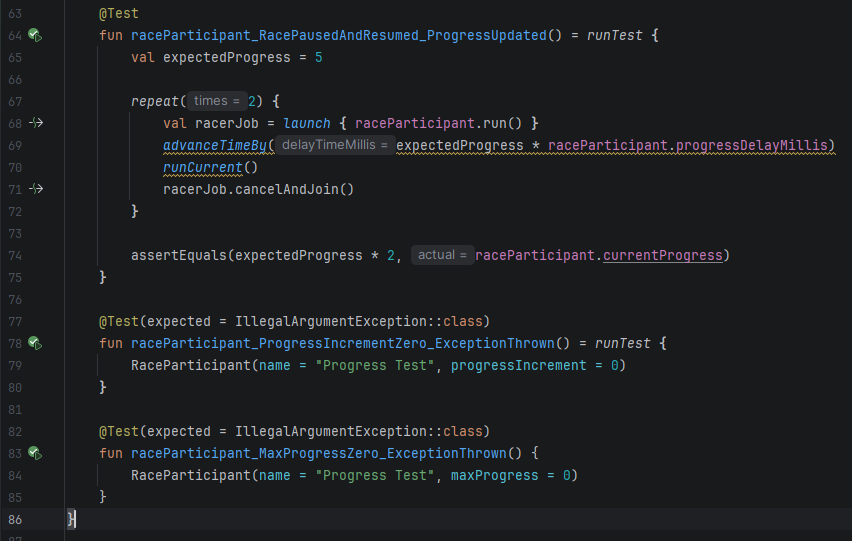 63 @Test
64 fun raceParticipant_RacePausedAndResumed_ProgressUpdated() = runTest {
65 val expectedProgress = 5
66
67 repeat( times = 2) {
68 val racerJob = launch { raceParticipant.run() }
69 advanceTimeBy( delayTimeMillis = expectedProgress * raceParticipant.progressDelayMillis)
70 runCurrent()
71 racerJob.cancelAndJoin()
72 }
73
74 assertEquals(expectedProgress * 2, actual = raceParticipant.currentProgress)
75 }
76
77 @Test(expected = IllegalArgumentException::class)
78 fun raceParticipant_ProgressIncrementZero_ExceptionThrown() = runTest {
79 RaceParticipant(name = "Progress Test", progressIncrement = 0)
80 }
81
82 @Test(expected = IllegalArgumentException::class)
83 fun raceParticipant_MaxProgressZero_ExceptionThrown() {
84 RaceParticipant(name = "Progress Test", maxProgress = 0)
85 }
86 }
87